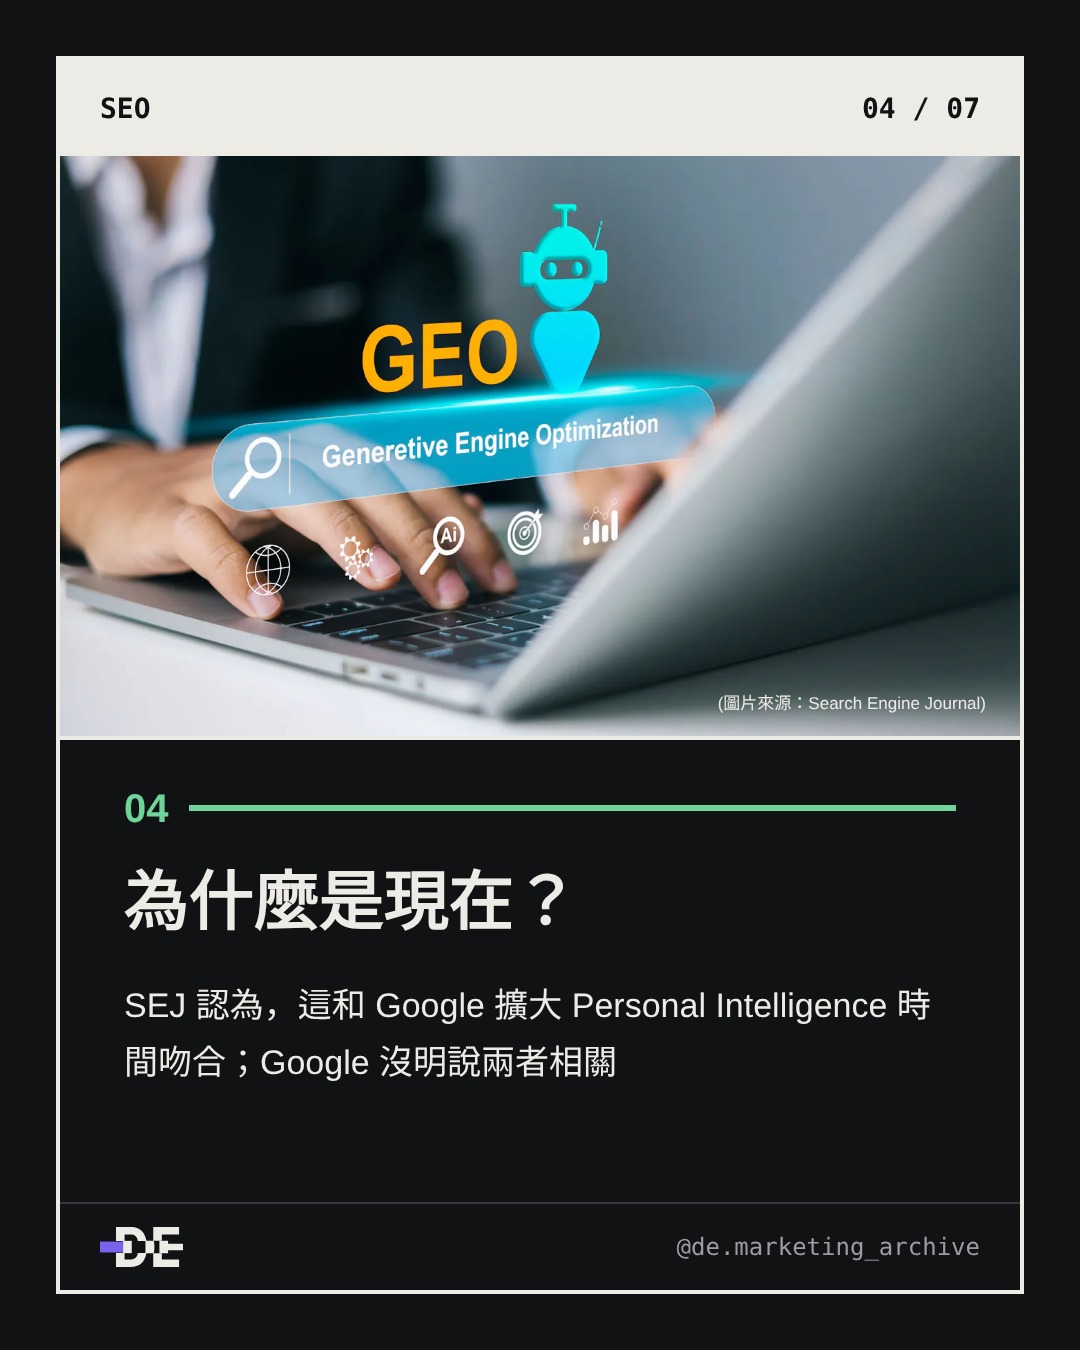 SEO
04 / 07
GEO
Generetive Engine Optimization
Ai
(圖片來源：Search Engine Journal)
04
為什麼是現在？
SEJ 認為，這和 Google 擴大 Personal Intelligence 時
間吻合；Google 沒明說兩者相關
DE
@de.marketing_archive